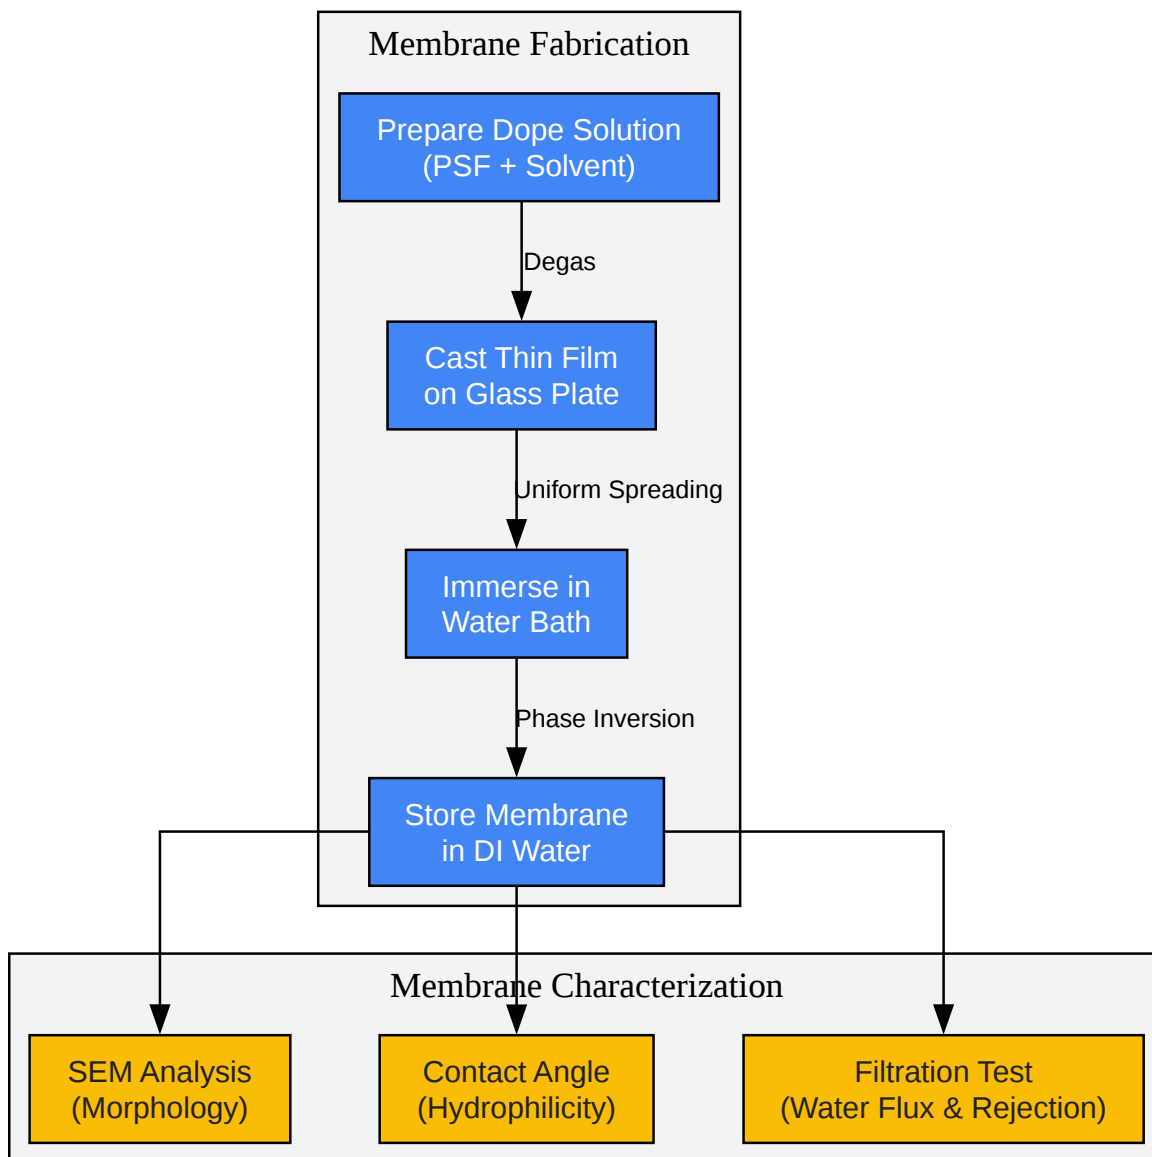 Membrane Fabrication
Prepare Dope Solution
(PSF + Solvent)
Degas
Cast Thin Film
on Glass Plate
Uniform Spreading
Immerse in
Water Bath
Phase Inversion
Store Membrane
in DI Water
Membrane Characterization
SEM Analysis
(Morphology)
Contact Angle
(Hydrophilicity)
Filtration Test
(Water Flux & Rejection)